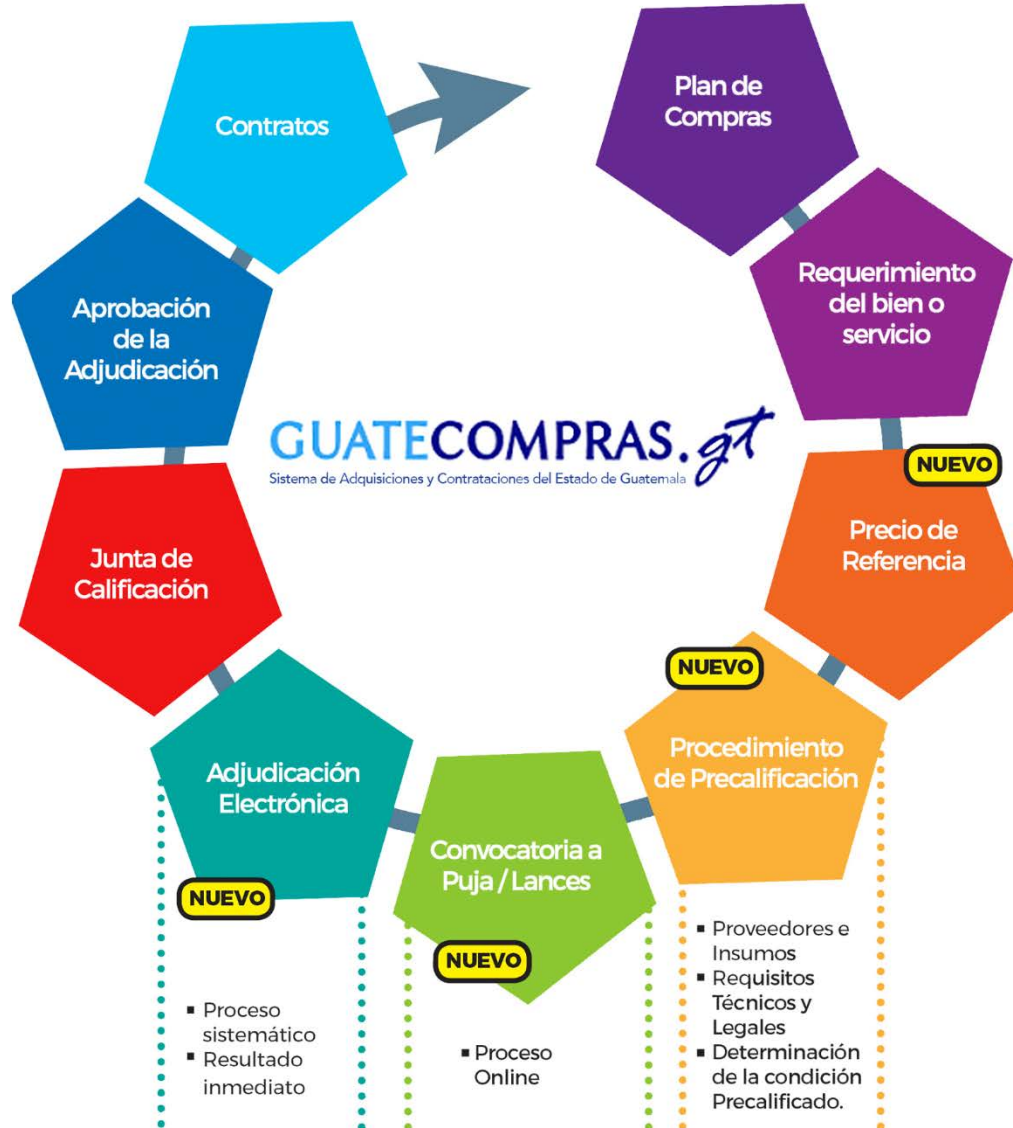 Plan de
Compras
Requerimiento
del bien o
servicio
NUEVO
Precio de
Referencia
NUEVO
Procedimiento
de Precalificación
▪ Proveedores e
Insumos
▪ Requisitos
Técnicos y
Legales
▪ Determinación
de la condición
Precalificado.
Convocatoria a
Puja / Lances
NUEVO
▪ Proceso
Online
Adjudicación
Electrónica
NUEVO
▪ Proceso
sistemático
▪ Resultado
inmediato
Junta de
Calificación
Aprobación
de la
Adjudicación
Contratos
GUATECOMPRAS.gt
Sistema de Adquisiciones y Contrataciones del Estado de Guatemala